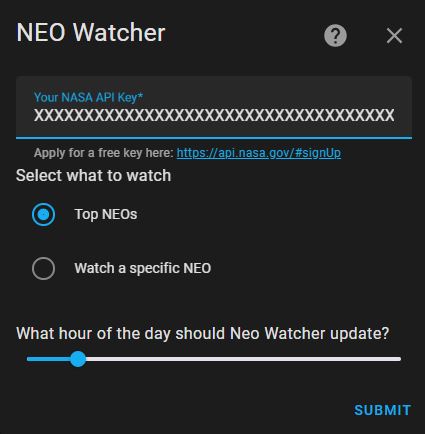 NEO Watcher
Your NASA API Key*
XXXXXXXXXXXXXXXXXXXXXXXXXXXXXXXXXXXX
Apply for a free key here: https://api.nasa.gov/#signUp
Select what to watch
Top NEOs
Watch a specific NEO
What hour of the day should Neo Watcher update?
SUBMIT